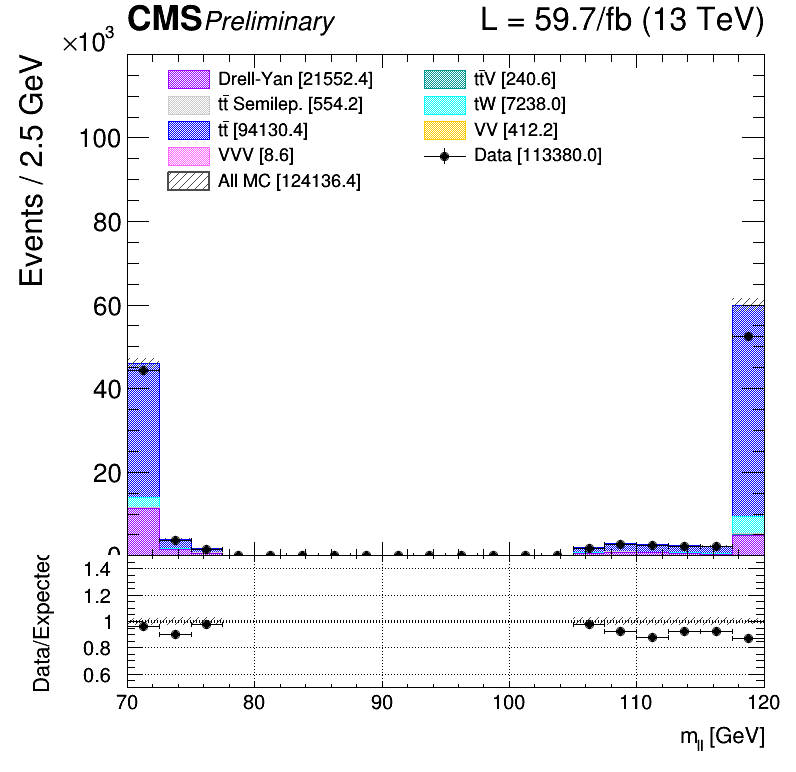 CMS Preliminary L = 59.7/fb (13 TeV)
×10³
Events / 2.5 GeV
Drell-Yan [21552.4]
tt̄ Semilep. [554.2]
tt̄ [94130.4]
VVV [8.6]
All MC [124136.4]
tt̄V [240.6]
tW [7238.0]
VV [412.2]
Data [113380.0]
100
80
60
40
20
0
Data/Expected
1.4
1.2
1
0.8
0.6
70 80 90 100 110 120
m_ll [GeV]